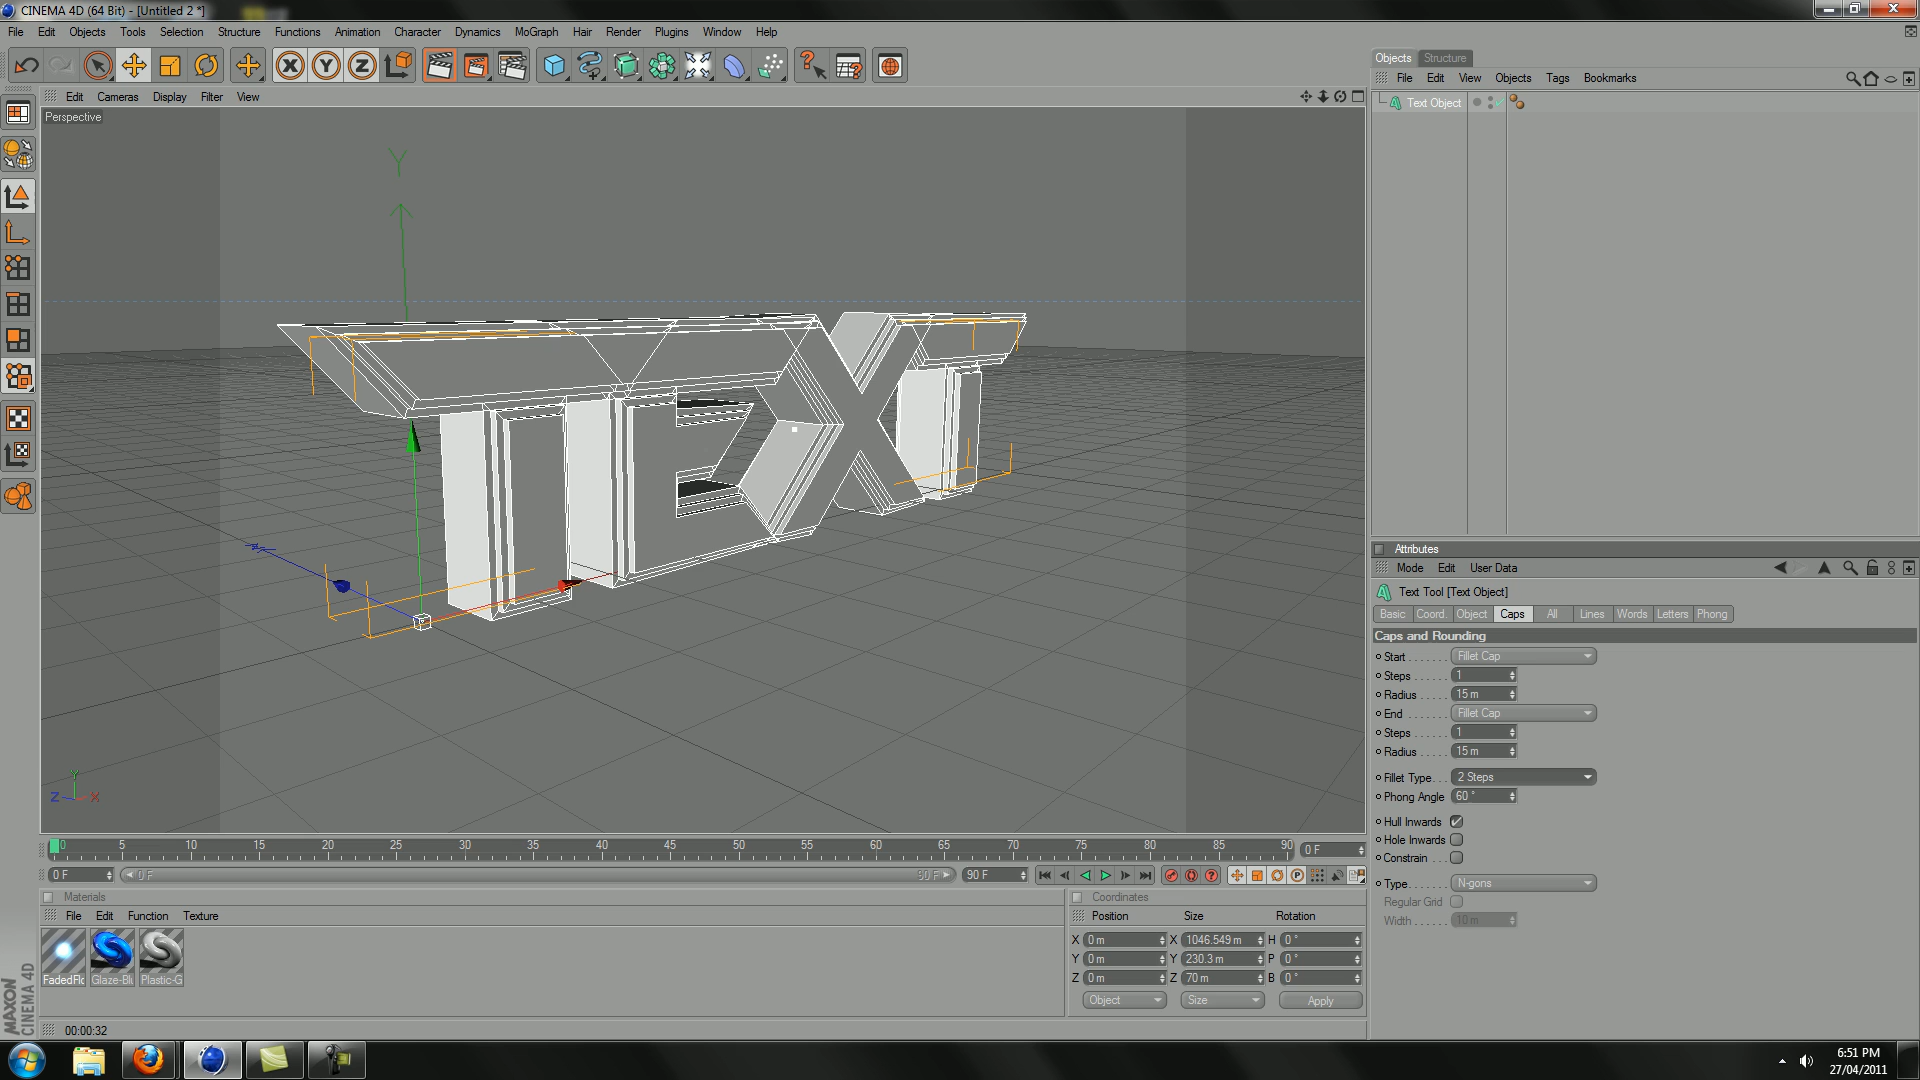 CINEMA 4D (64 Bit) - [Untitled 2 *]
File Edit Objects Tools Selection Structure Functions Animation Character Dynamics MoGraph Hair Render Plugins Window Help
Objects Structure
File Edit View Objects Tags Bookmarks
Text Object
Edit Cameras Display Filter View
Perspective
Y
TEXT
Y
Z X
Attributes
Mode Edit User Data
Text Tool [Text Object]
Basic Coord. Object Caps All Lines Words Letters Phong
Caps and Rounding
Start . . . . . . Fillet Cap
Steps . . . . . 1
Radius . . . . 15 m
End . . . . . . . Fillet Cap
Steps . . . . . 1
Radius . . . . 15 m
Fillet Type . . 2 Steps
Phong Angle 60 °
Hull Inwards
Hole Inwards
Constrain . . .
Type . . . . . . N-gons
Regular Grid
Width . . . . . 10 m
0 5 10 15 20 25 30 35 40 45 50 55 60 65 70 75 80 85 90 0 F
0 F 0 F 90 F 90 F
Materials
File Edit Function Texture
FadedFlo Glaze-Blu Plastic-G
Coordinates
Position Size Rotation
X 0 m X 1046.549 m H 0 °
Y 0 m Y 230.3 m P 0 °
Z 0 m Z 70 m B 0 °
Object Size Apply
MAXON
CINEMA 4D
00:00:32
6:51 PM
27/04/2011